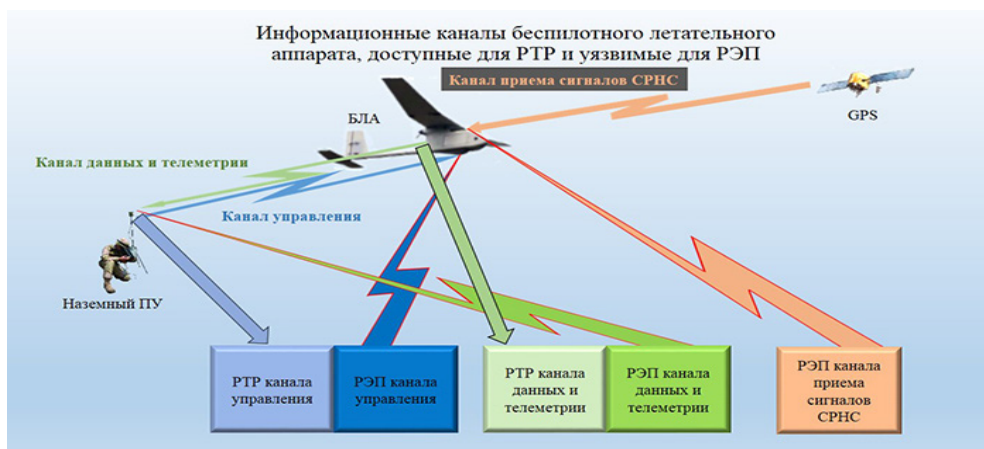 Информационные каналы беспилотного летательного
аппарата, доступные для РТР и уязвимые для РЭП
Канал приема сигналов СРНС
БЛА
GPS
Канал данных и телеметрии
Канал управления
Наземный ПУ
РТР канала
управления
РЭП канала
управления
РТР канала
данных и
телеметрии
РЭП канала
данных и
телеметрии
РЭП канала
приема
сигналов
СРНС